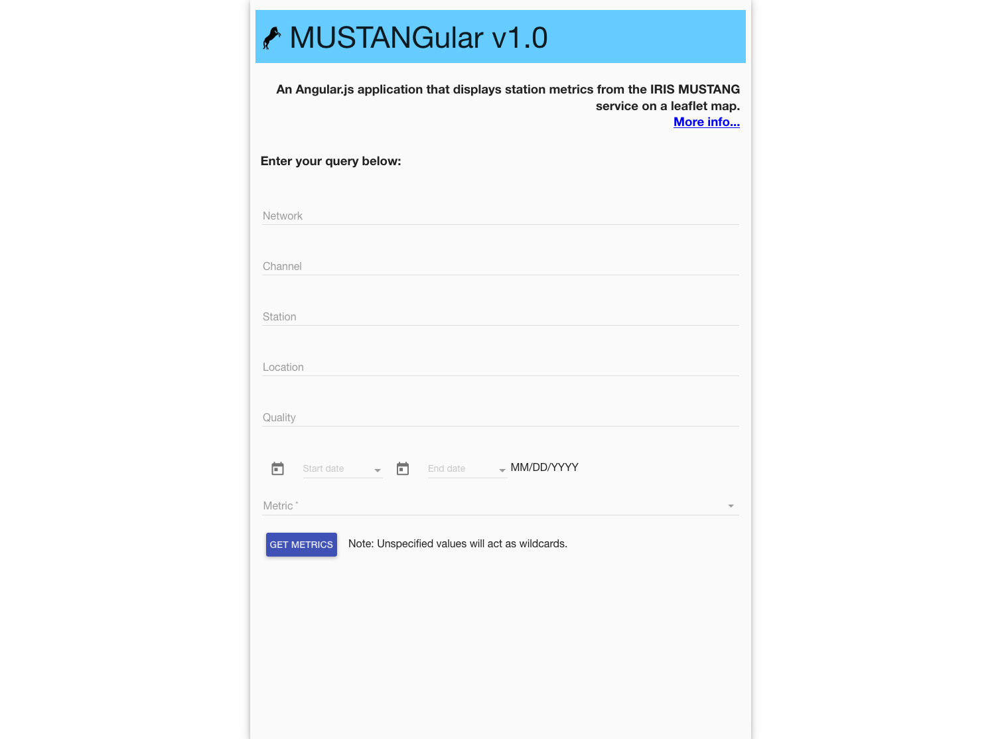 MUSTANGular v1.0
An Angular.js application that displays station metrics from the IRIS MUSTANG
service on a leaflet map.
More info...
Enter your query below:
Network
Channel
Station
Location
Quality
Start date End date MM/DD/YYYY
Metric *
GET METRICS Note: Unspecified values will act as wildcards.